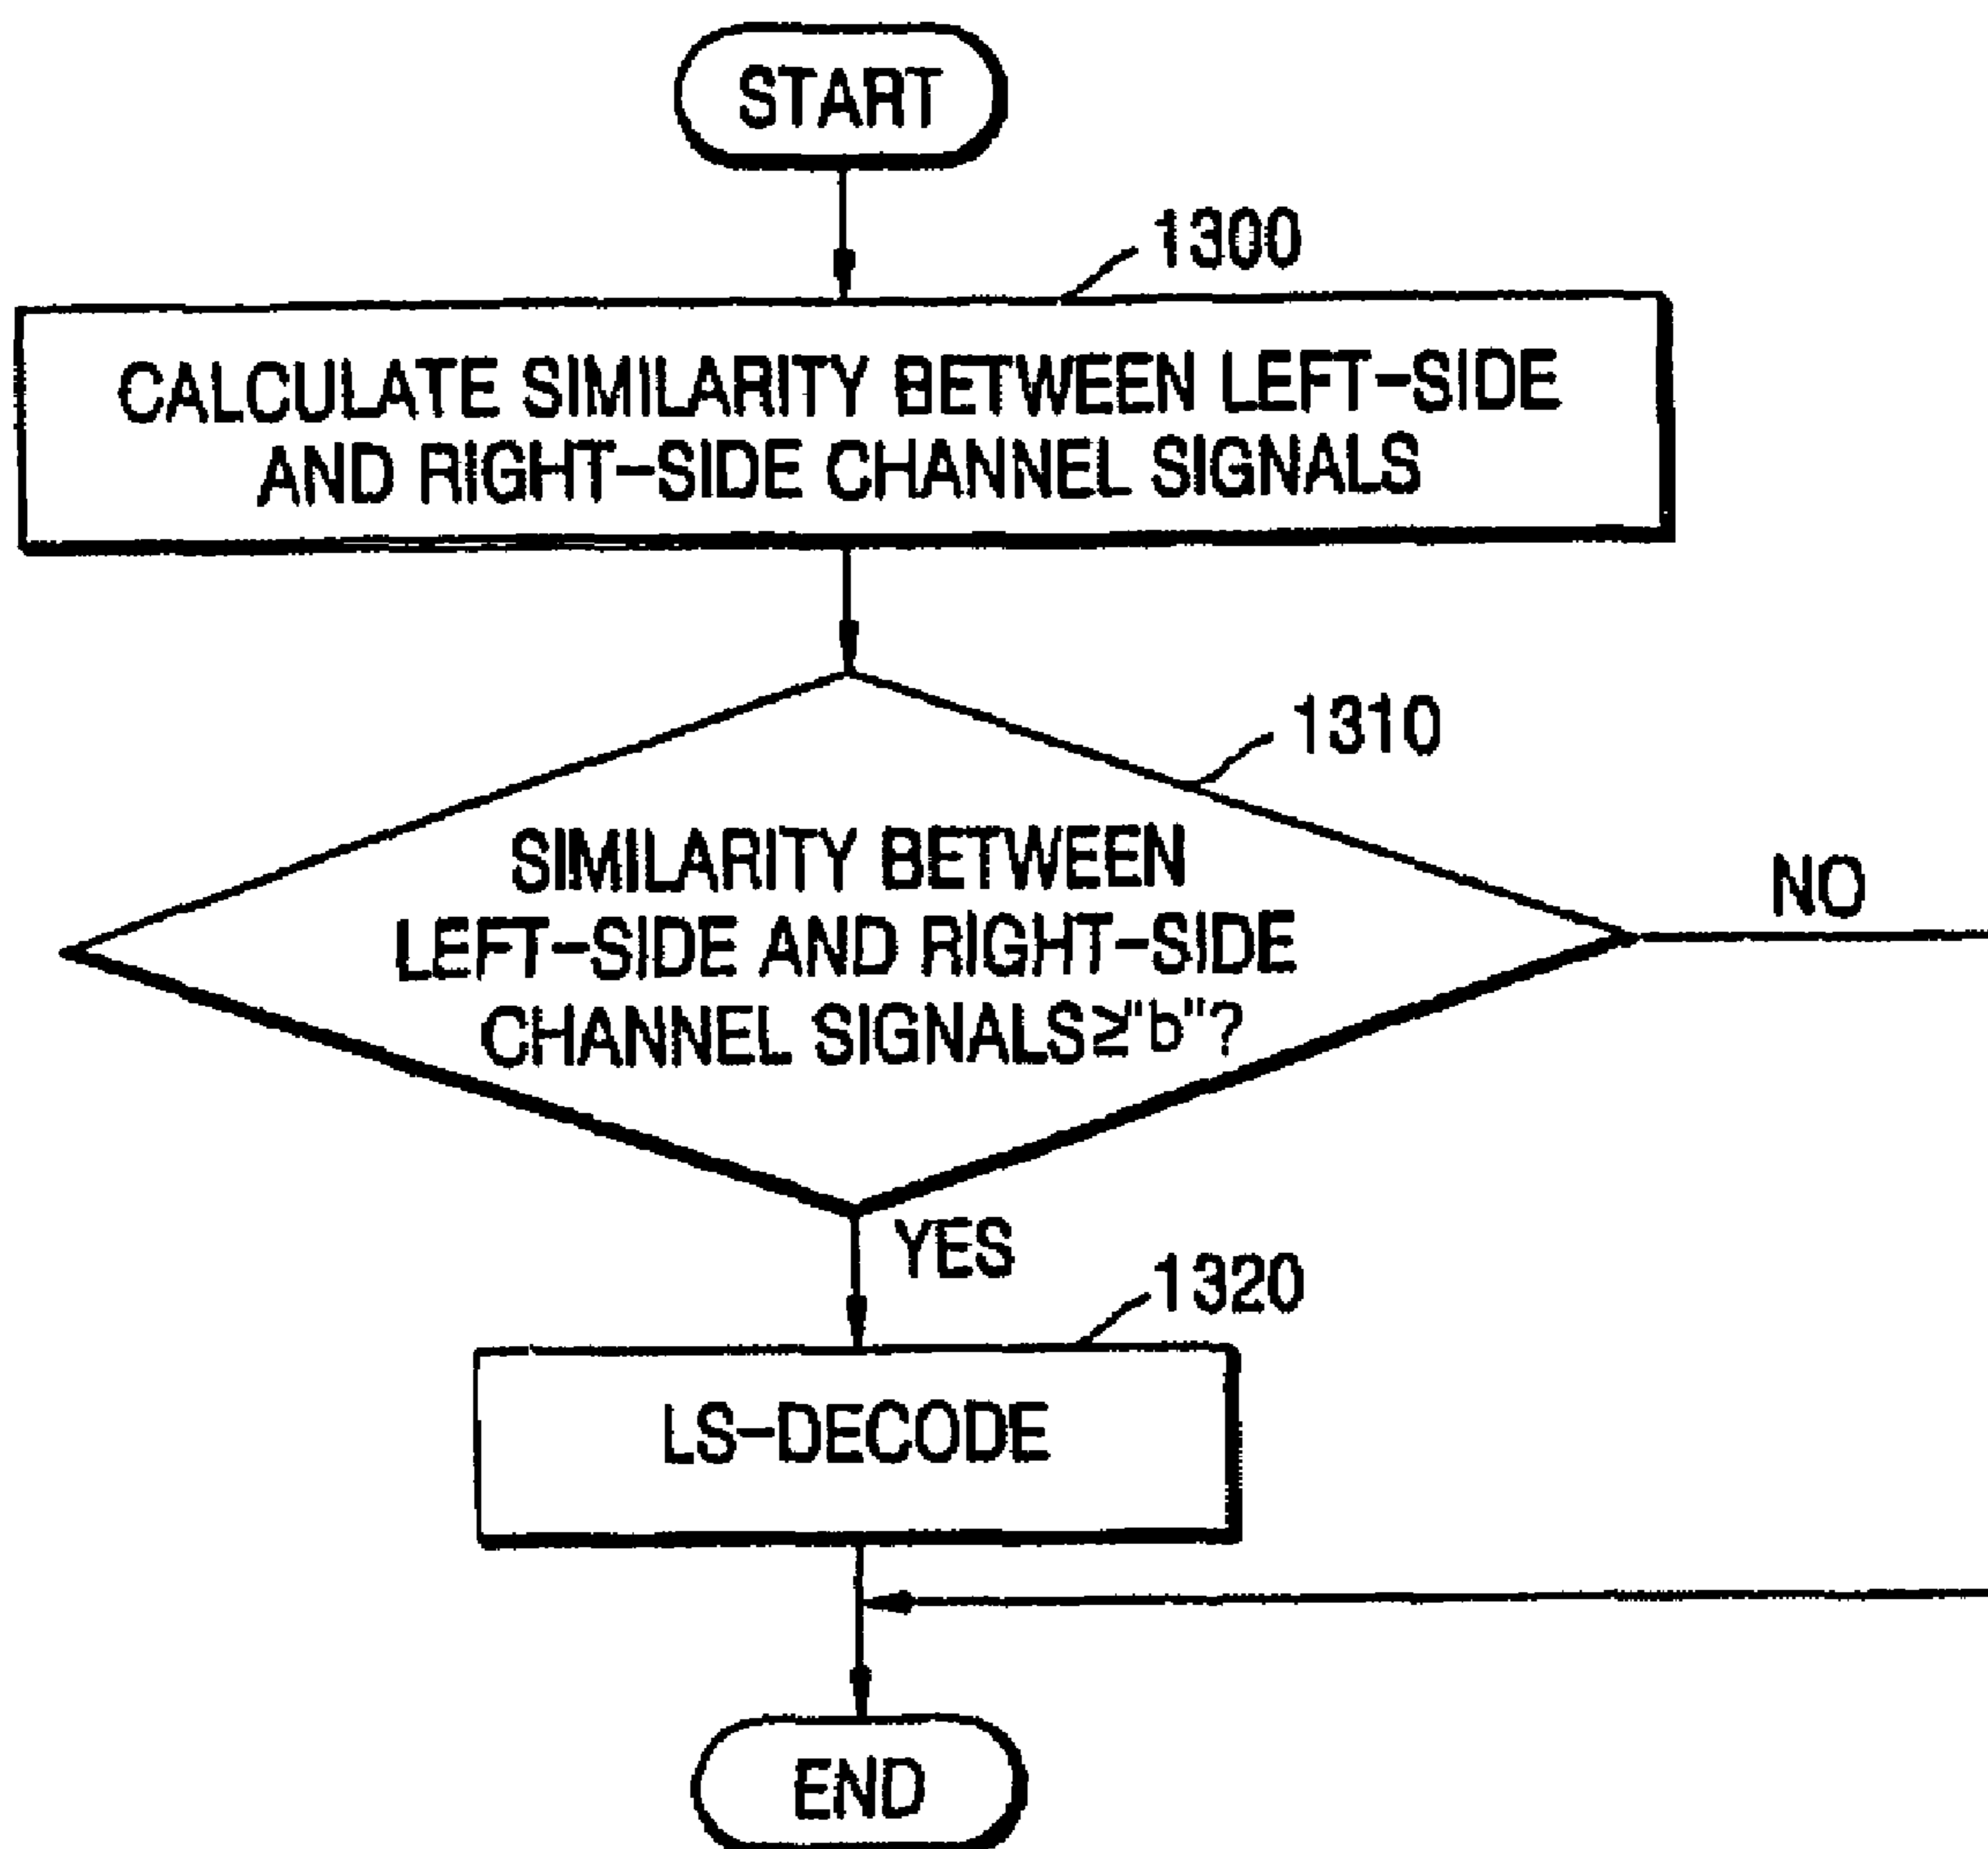 START
1300
CALCULATE SIMILARITY BETWEEN LEFT-SIDE
AND RIGHT-SIDE CHANNEL SIGNALS
1310
SIMILARITY BETWEEN
LEFT-SIDE AND RIGHT-SIDE
CHANNEL SIGNALS≥"b"?
NO
YES
1320
LS-DECODE
END